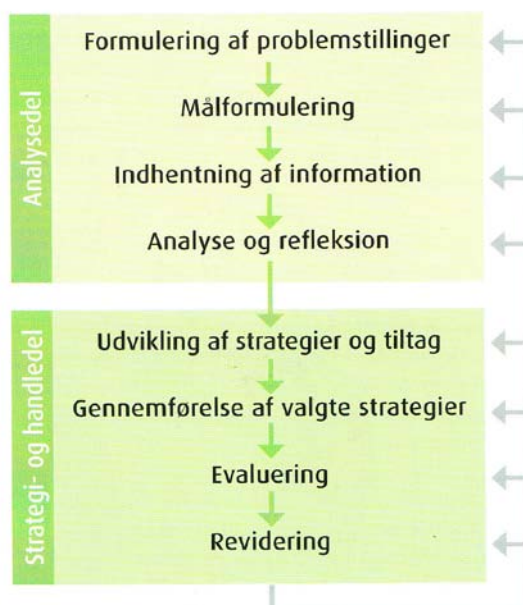 Analysedel
Formulering af problemstillinger
Målformulering
Indhentning af information
Analyse og refleksion
Strategi- og handledel
Udvikling af strategier og tiltag
Gennemførelse af valgte strategier
Evaluering
Revidering